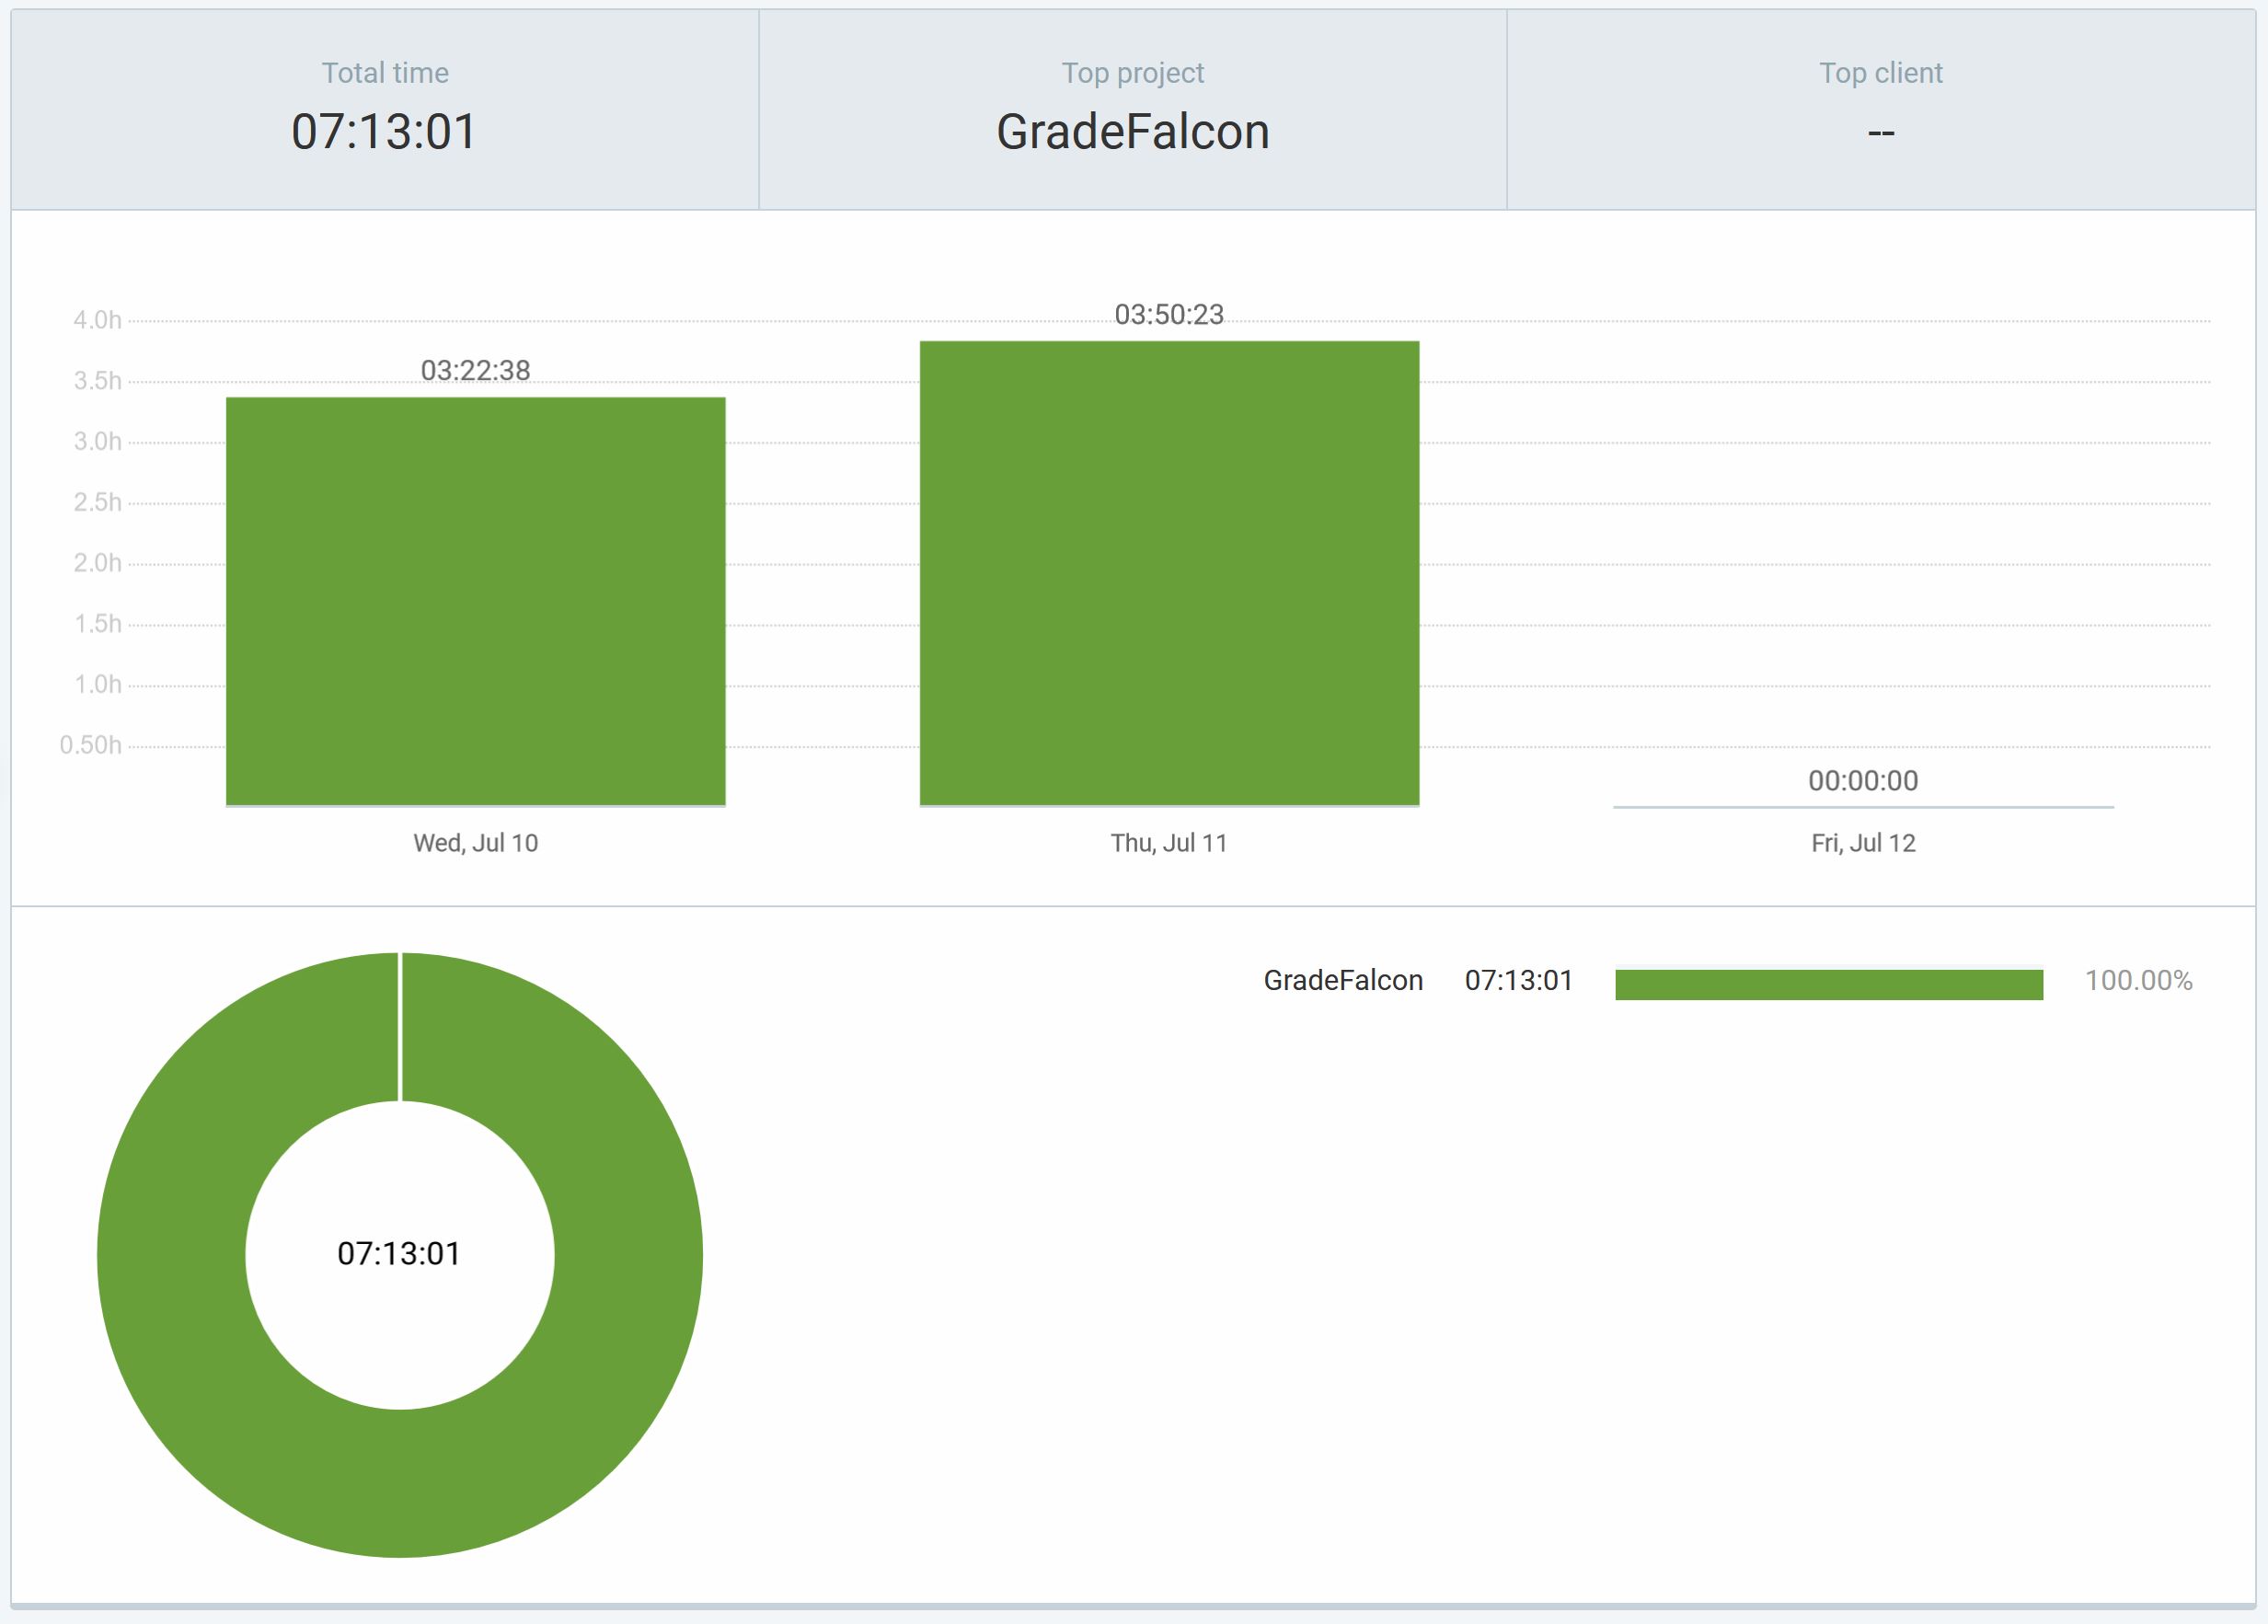 Total time
07:13:01
Top project
GradeFalcon
Top client
--
4.0h
3.5h
3.0h
2.5h
2.0h
1.5h
1.0h
0.50h
03:22:38
03:50:23
00:00:00
Wed, Jul 10
Thu, Jul 11
Fri, Jul 12
07:13:01
GradeFalcon 07:13:01 100.00%